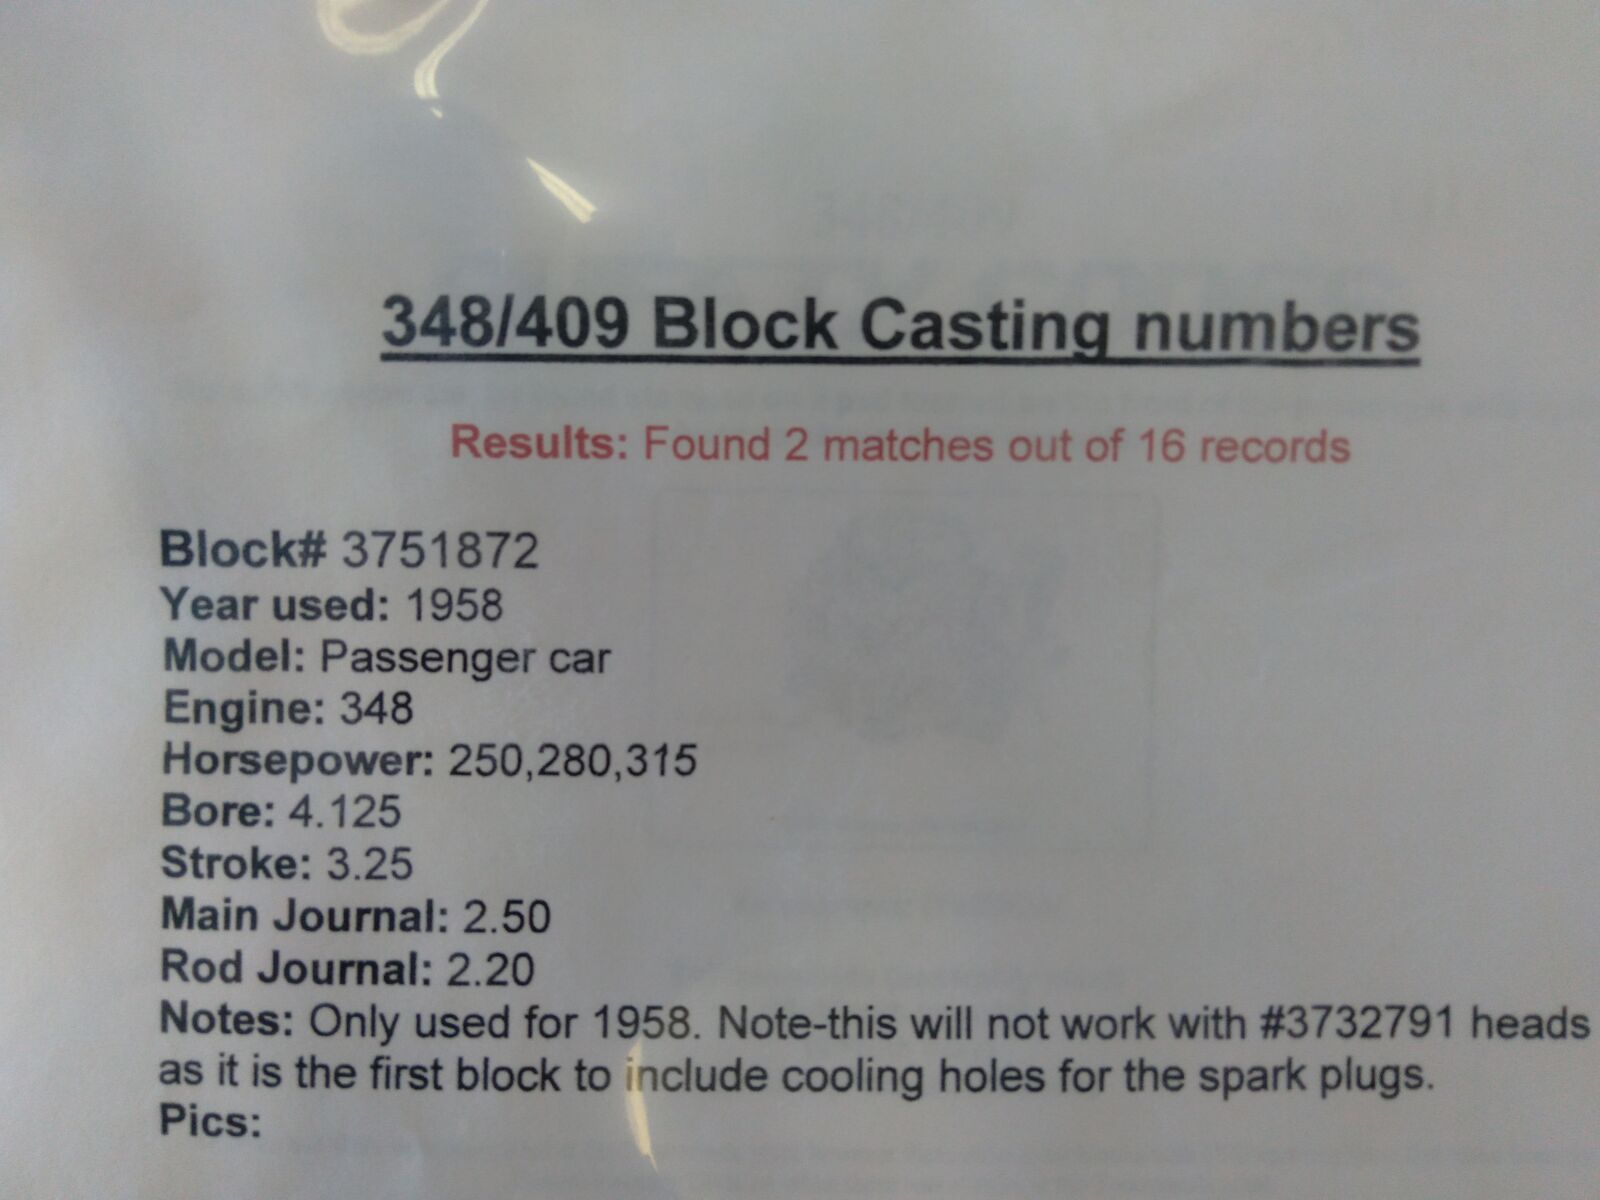 348/409 Block Casting numbers
Results: Found 2 matches out of 16 records
Block# 3751872
Year used: 1958
Model: Passenger car
Engine: 348
Horsepower: 250,280,315
Bore: 4.125
Stroke: 3.25
Main Journal: 2.50
Rod Journal: 2.20
Notes: Only used for 1958. Note-this will not work with #3732791 heads
as it is the first block to include cooling holes for the spark plugs.
Pics: